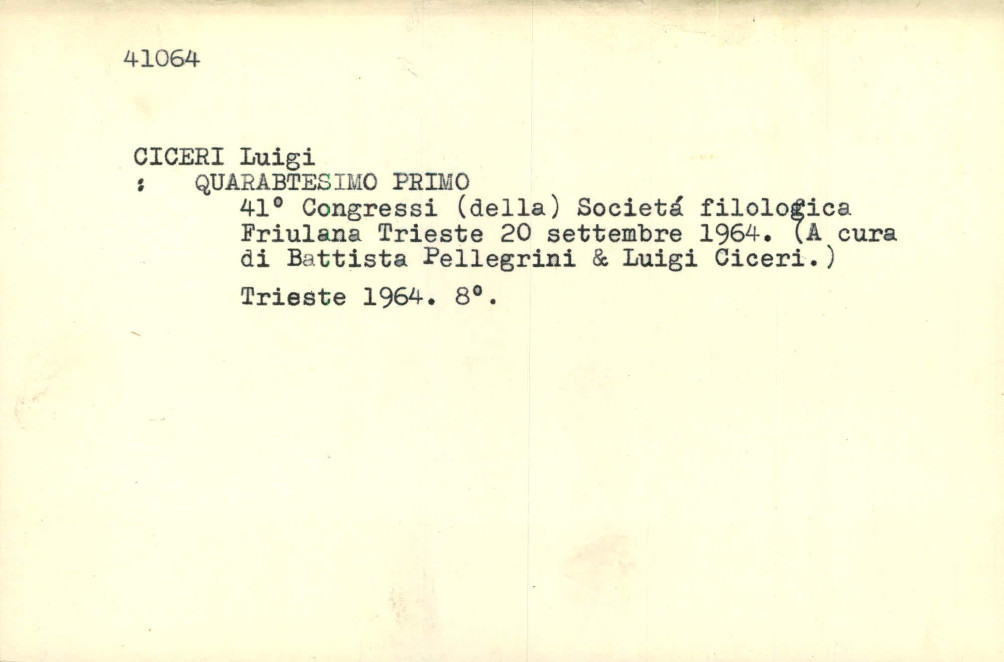 41064
CICERI Luigi
: QUARABTESIMO PRIMO
41° Congressi (della) Societá filologica
Friulana Trieste 20 settembre 1964. (A cura
di Battista Pellegrini & Luigi Ciceri.)
Trieste 1964. 8°.